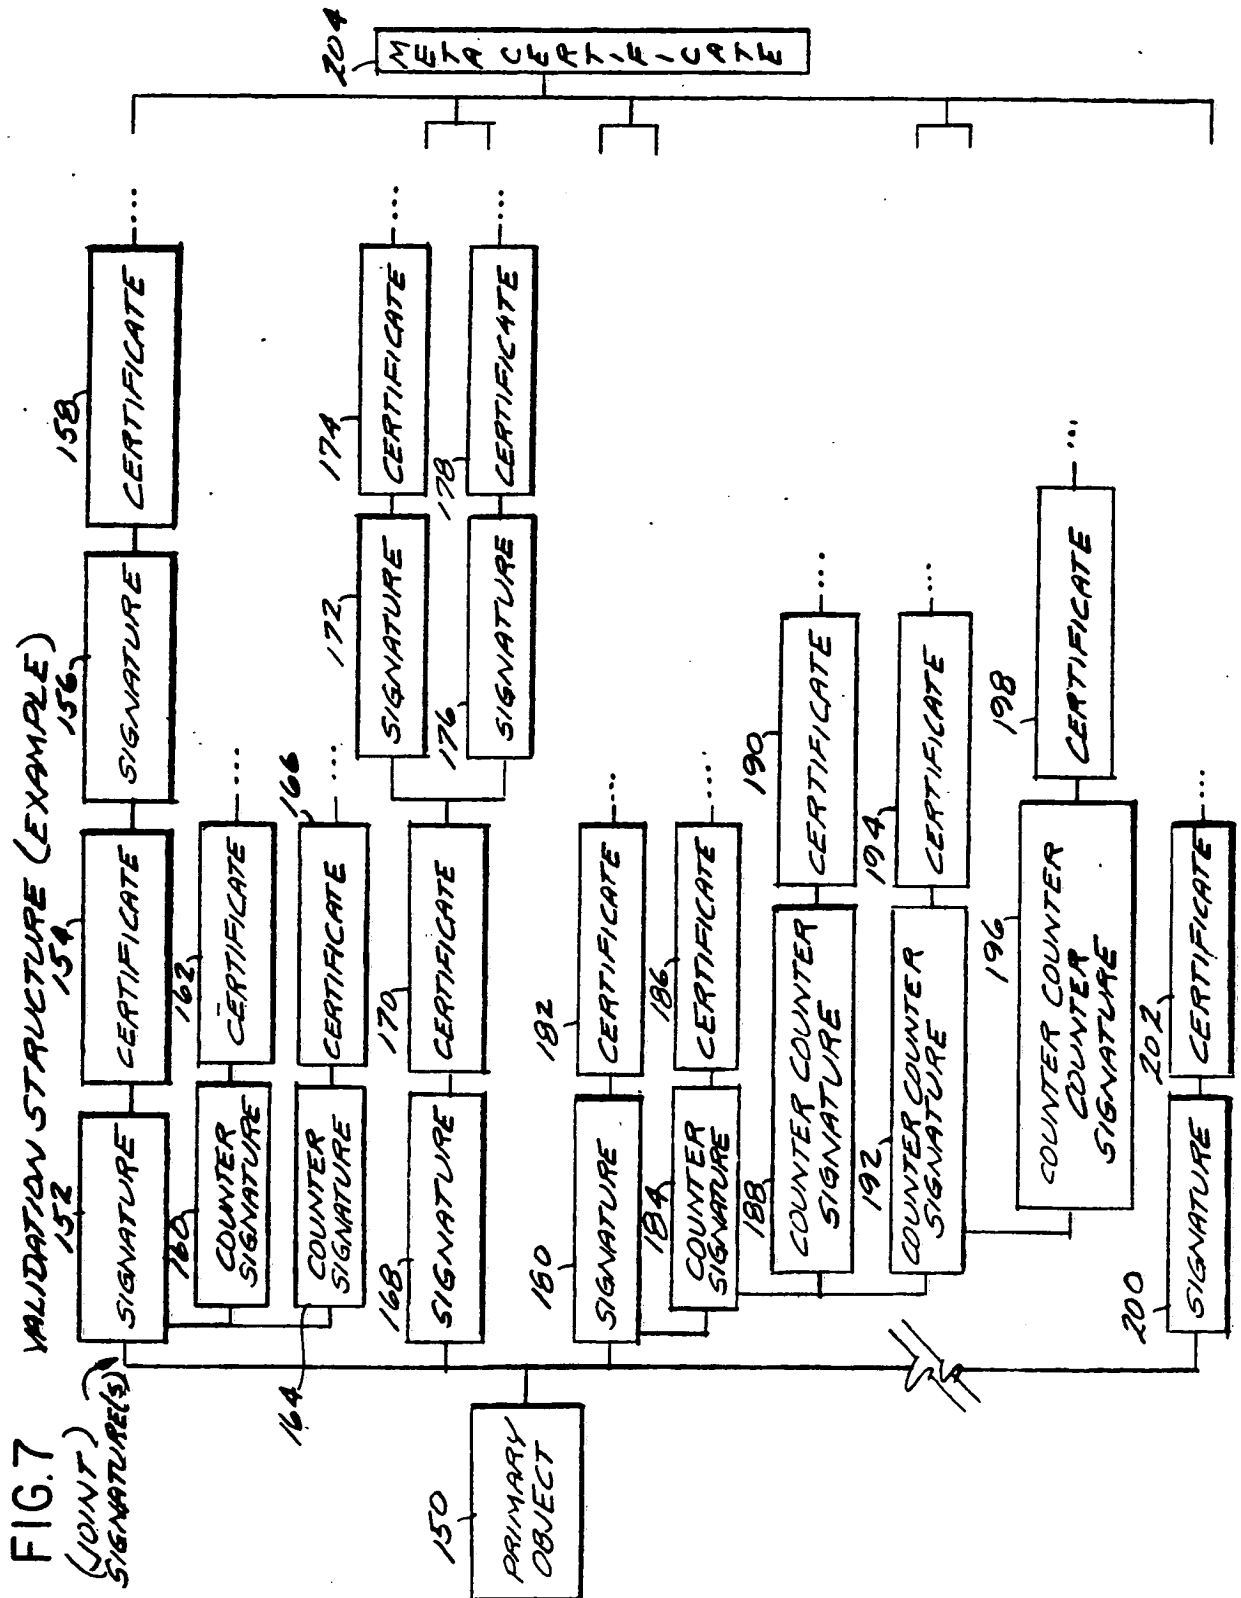 FIG.7
VALIDATION STRUCTURE (EXAMPLE)
(JOINT)
SIGNATURE(S)
150
PRIMARY
OBJECT
152
SIGNATURE
154
CERTIFICATE
156
SIGNATURE
158
CERTIFICATE
....
160
COUNTER
SIGNATURE
162
CERTIFICATE
....
164
COUNTER
SIGNATURE
166
CERTIFICATE
....
168
SIGNATURE
170
CERTIFICATE
172
SIGNATURE
174
CERTIFICATE
....
176
SIGNATURE
178
CERTIFICATE
....
180
SIGNATURE
182
CERTIFICATE
....
184
COUNTER
SIGNATURE
186
CERTIFICATE
....
188
COUNTER COUNTER
SIGNATURE
190
CERTIFICATE
....
192
COUNTER COUNTER
SIGNATURE
194
CERTIFICATE
....
196
COUNTER COUNTER
COUNTER
SIGNATURE
198
CERTIFICATE
....
200
SIGNATURE
202
CERTIFICATE
....
204
META CERTIFICATE